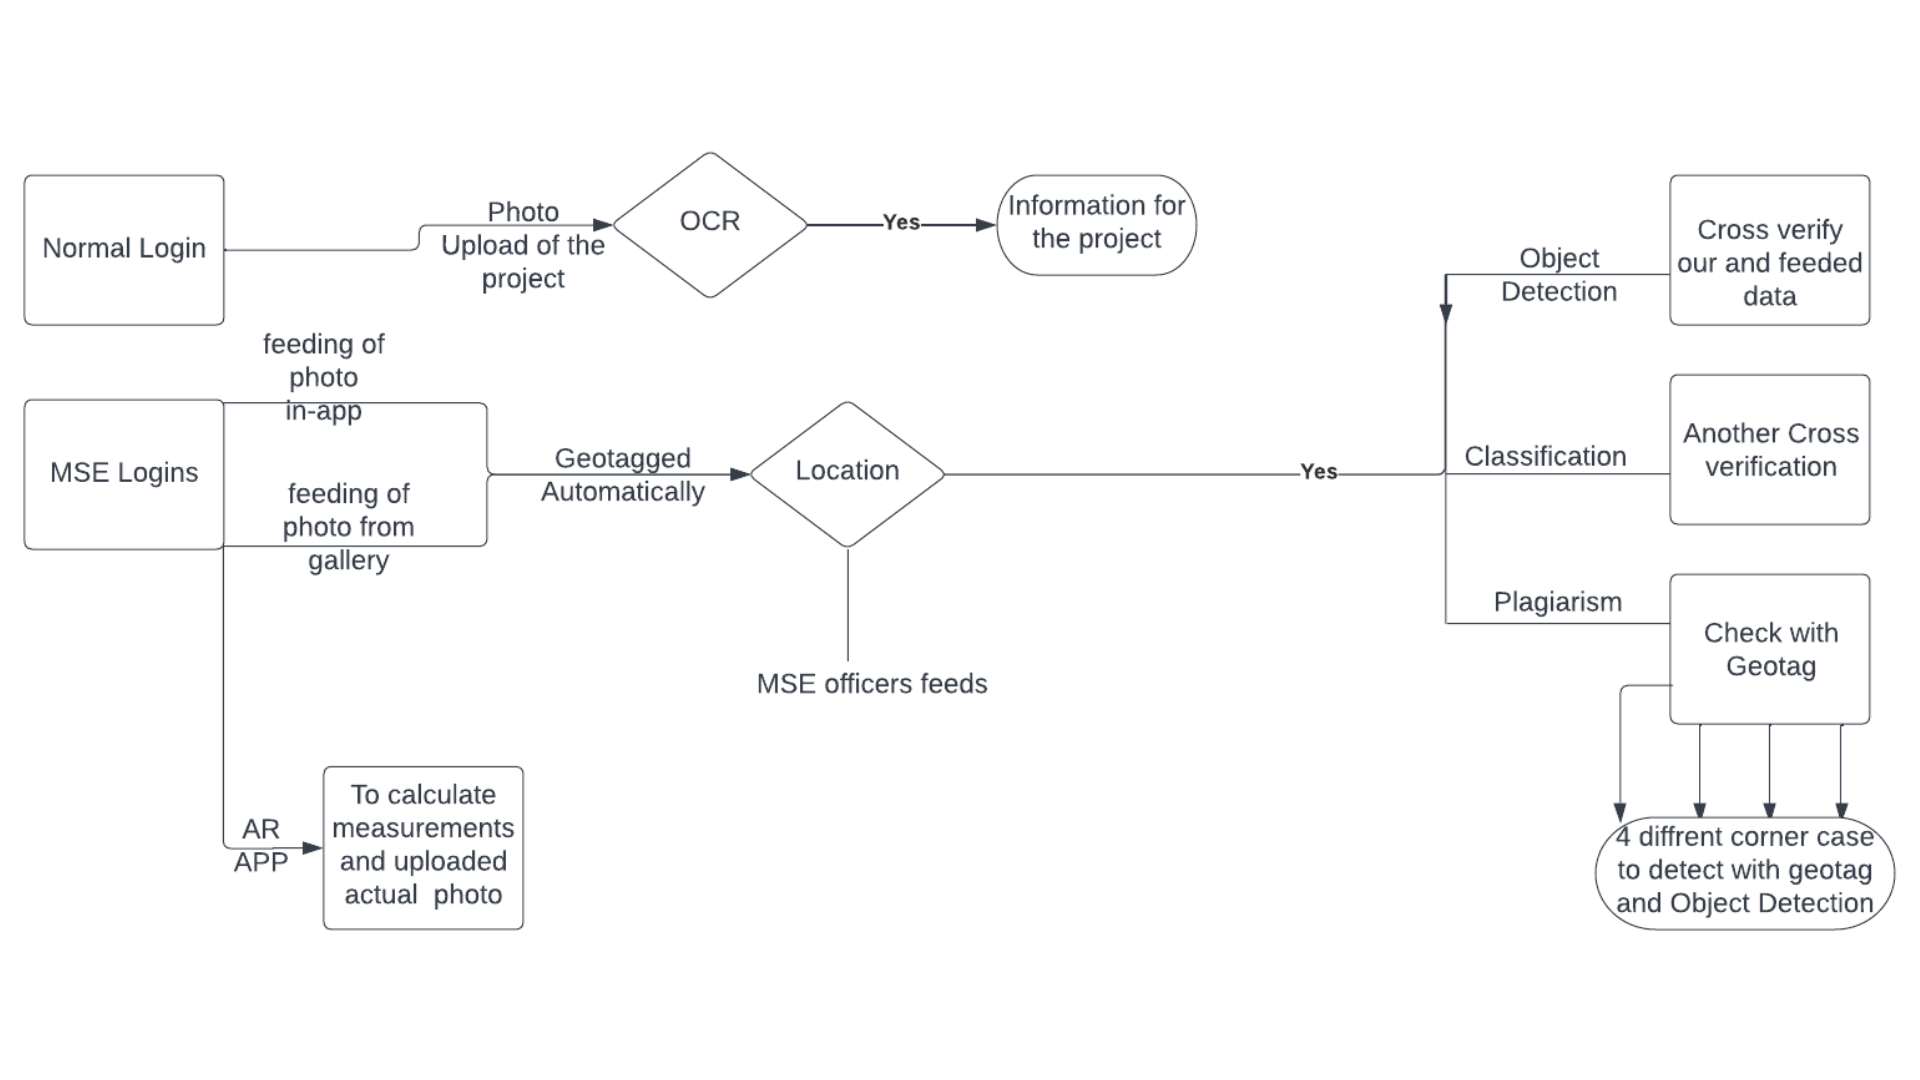 Normal Login
Photo
Upload of the
project
OCR
Yes
Information for
the project
feeding of
photo
in-app
MSE Logins
feeding of
photo from
gallery
Geotagged
Automatically
Location
MSE officers feeds
Yes
Object
Detection
Cross verify
our and feeded
data
Classification
Another Cross
verification
Plagiarism
Check with
Geotag
AR
APP
To calculate
measurements
and uploaded
actual photo
4 diffrent corner case
to detect with geotag
and Object Detection